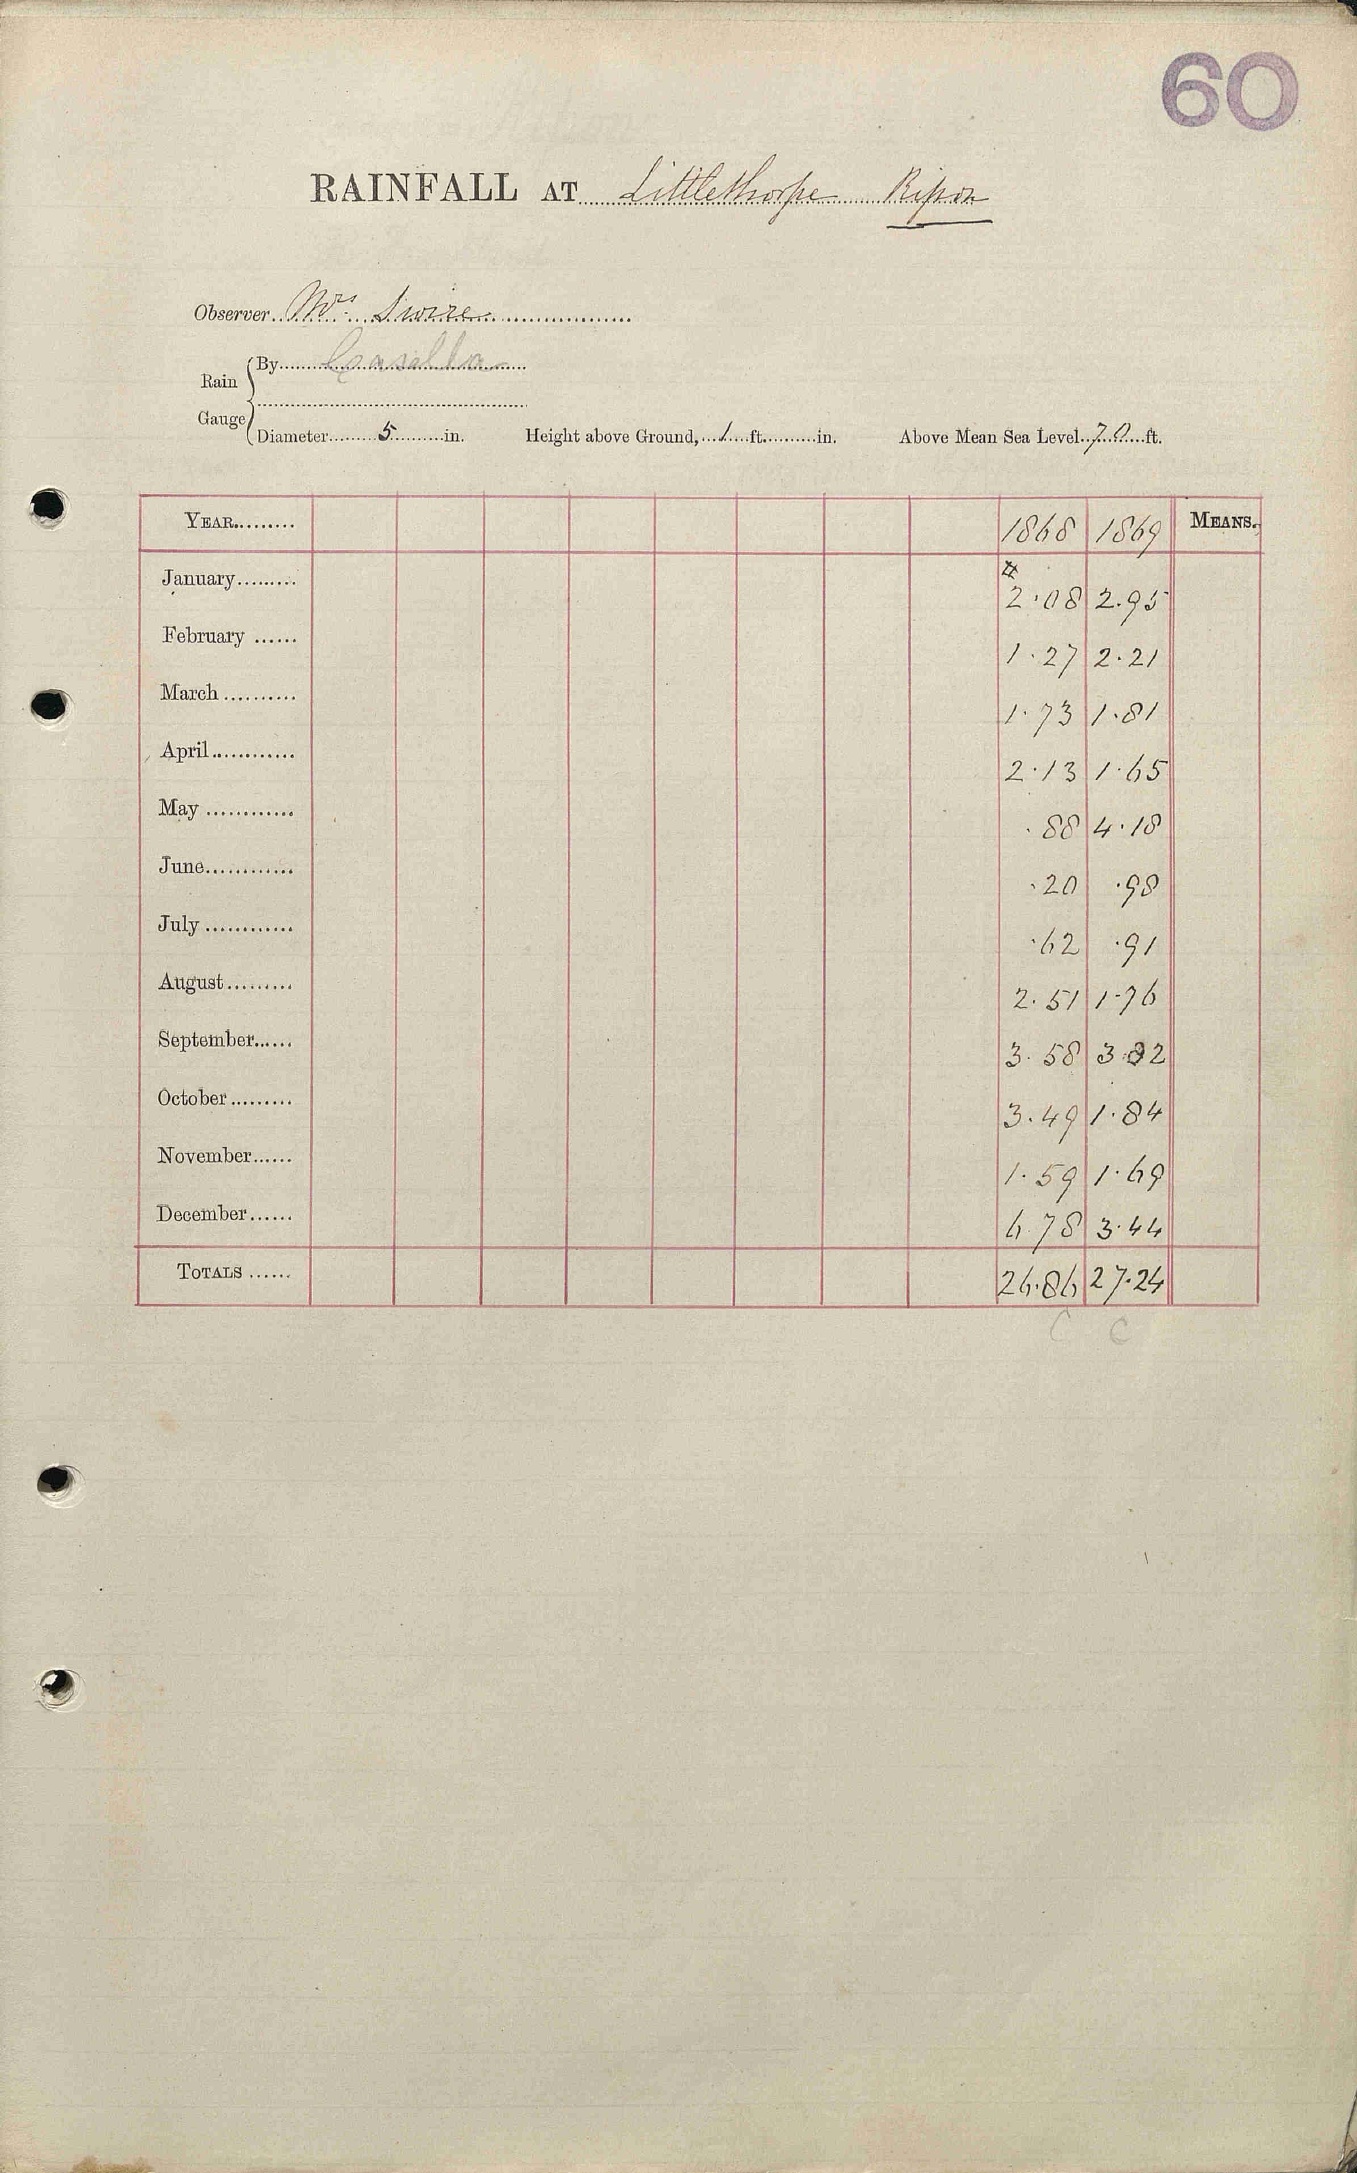 60
RAINFALL AT Littlethorpe Ripon
Observer Mrs Swire
Rain Gauge
By Casella
Diameter 5 in. Height above Ground, 1 ft. in. Above Mean Sea Level 70 ft.
YEAR 1868 1869 MEANS.
January #2.08 2.95
February 1.27 2.21
March 1.73 1.81
April 2.13 1.65
May .88 4.18
June .20 .98
July .62 .91
August 2.51 1.76
September 3.58 3.82
October 3.49 1.84
November 1.59 1.69
December 6.78 3.44
TOTALS 26.86 27.24
C C